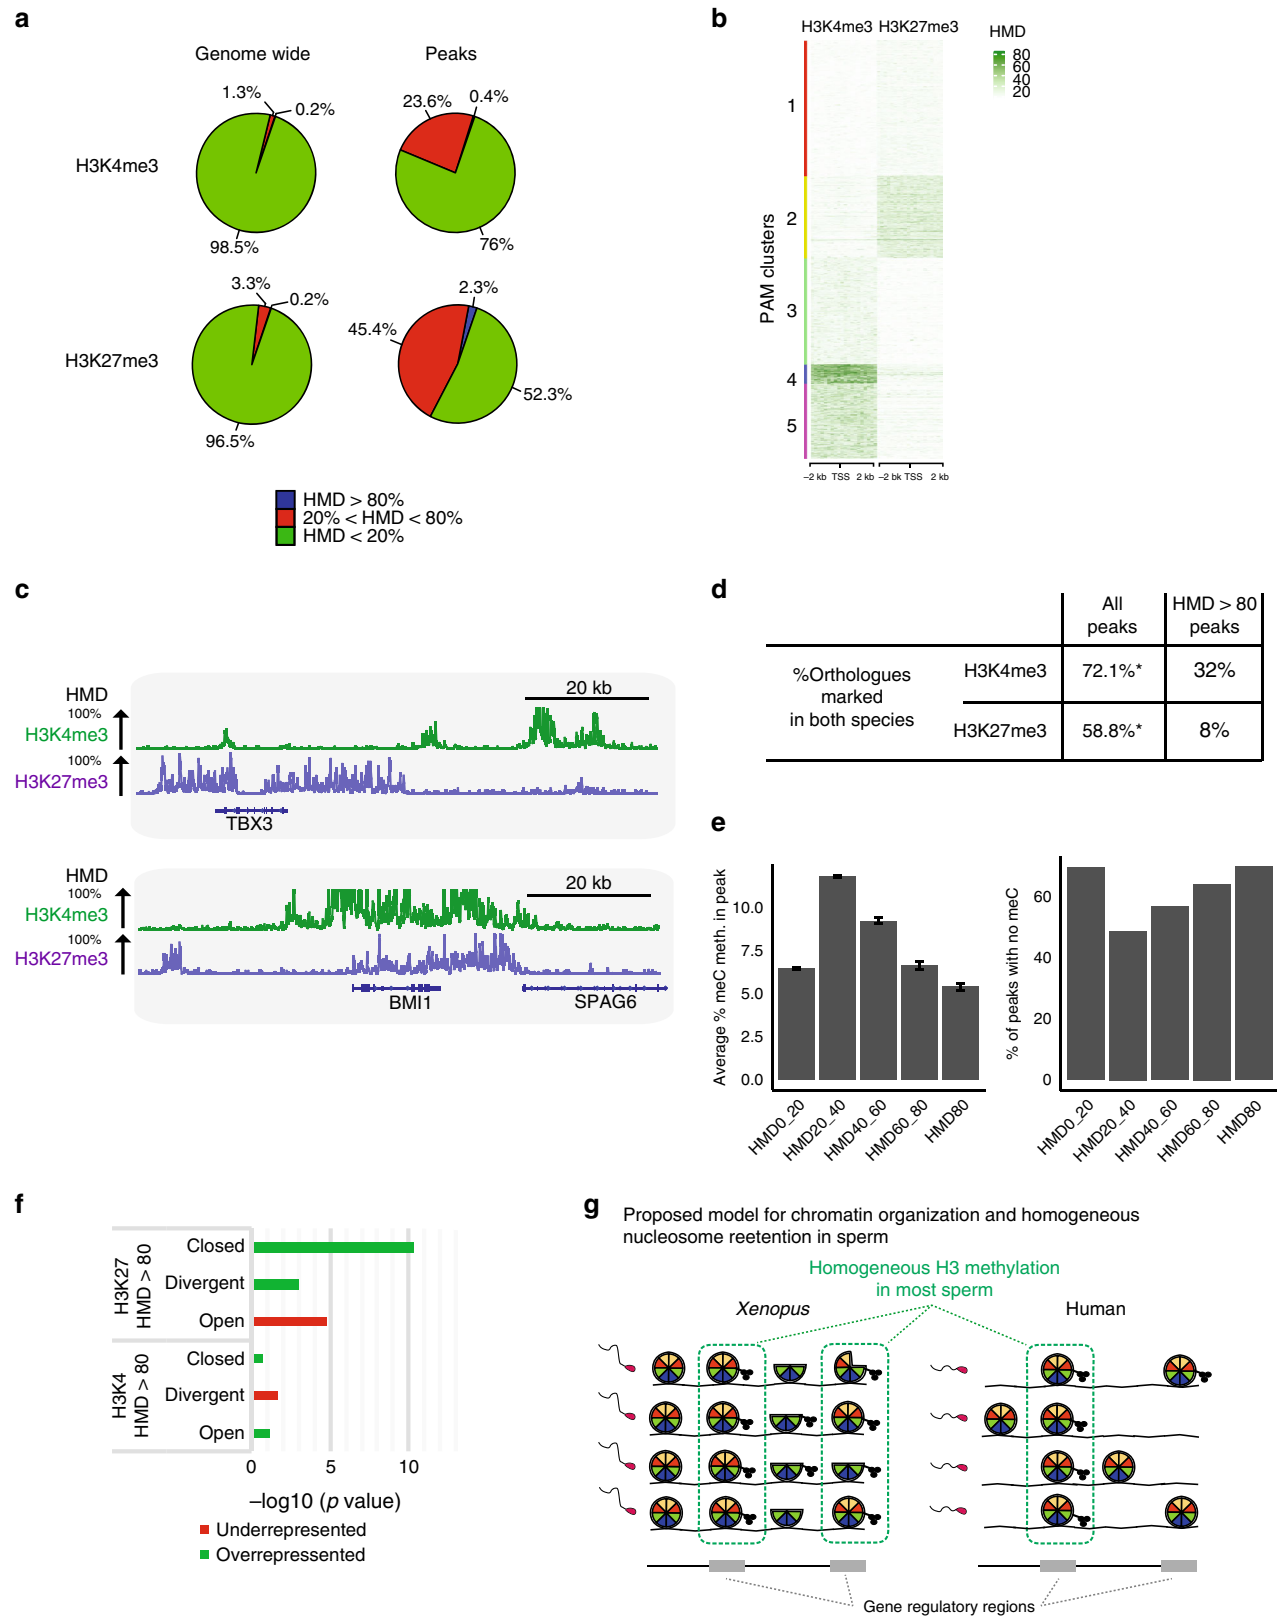 a
Genome wide
Peaks
H3K4me3
1.3%
0.2%
98.5%
23.6%
0.4%
76%
H3K27me3
3.3%
0.2%
96.5%
45.4%
2.3%
52.3%
HMD > 80%
20% < HMD < 80%
HMD < 20%
b
H3K4me3 H3K27me3
HMD
80
60
40
20
PAM clusters
1
2
3
4
5
−2 kb TSS 2 kb
−2 bk TSS 2 kb
c
HMD
100%
H3K4me3
100%
H3K27me3
20 kb
TBX3
HMD
100%
H3K4me3
100%
H3K27me3
20 kb
BMI1
SPAG6
d
All peaks
HMD > 80 peaks
%Orthologues
marked
in both species
H3K4me3 72.1%* 32%
H3K27me3 58.8%* 8%
e
Average % meC meth. in peak
10.0
7.5
5.0
2.5
0.0
HMD0_20
HMD20_40
HMD40_60
HMD60_80
HMD80
% of peaks with no meC
60
40
20
0
HMD0_20
HMD20_40
HMD40_60
HMD60_80
HMD80
f
H3K27
HMD > 80
Closed
Divergent
Open
H3K4
HMD > 80
Closed
Divergent
Open
0 5 10
−log10 (p value)
Underrepresented
Overrepressented
g
Proposed model for chromatin organization and homogeneous
nucleosome reetention in sperm
Homogeneous H3 methylation
in most sperm
Xenopus
Human
Gene regulatory regions